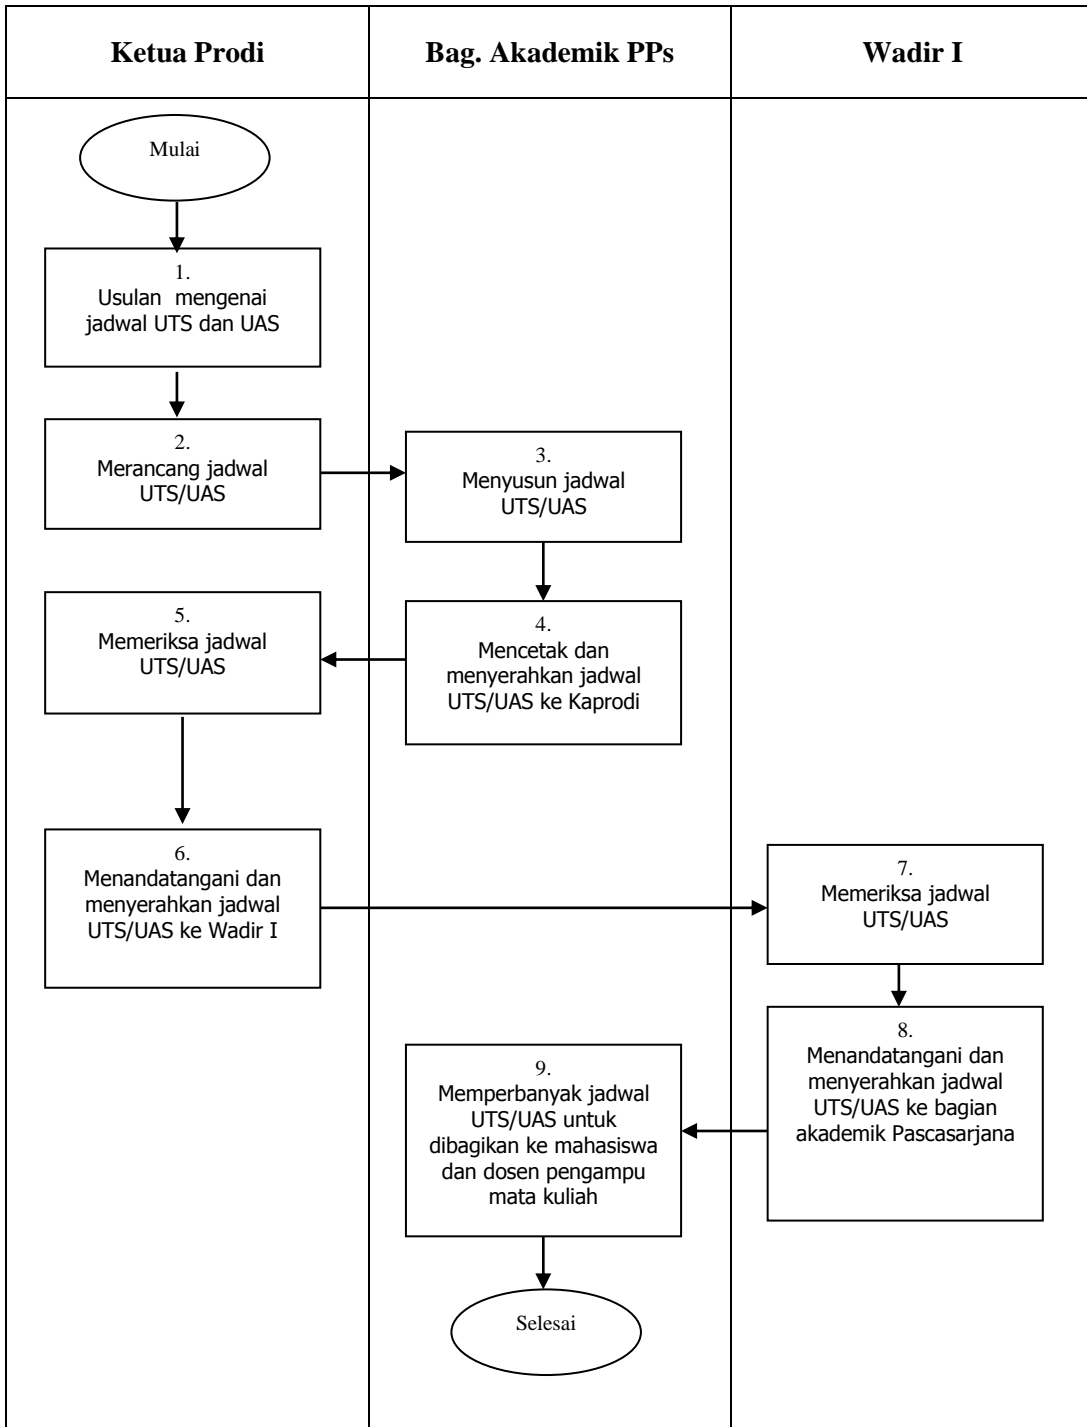 Ketua Prodi
Bag. Akademik PPs
Wadir I
Mulai
1.
Usulan  mengenai
jadwal UTS dan UAS
2.
Merancang jadwal
UTS/UAS
3.
Menyusun jadwal
UTS/UAS
4.
Mencetak dan
menyerahkan jadwal
UTS/UAS ke Kaprodi
5.
Memeriksa jadwal
UTS/UAS
6.
Menandatangani dan
menyerahkan jadwal
UTS/UAS ke Wadir I
7.
Memeriksa jadwal
UTS/UAS
8.
Menandatangani dan
menyerahkan jadwal
UTS/UAS ke bagian
akademik Pascasarjana
9.
Memperbanyak jadwal
UTS/UAS untuk
dibagikan ke mahasiswa
dan dosen pengampu
mata kuliah
Selesai